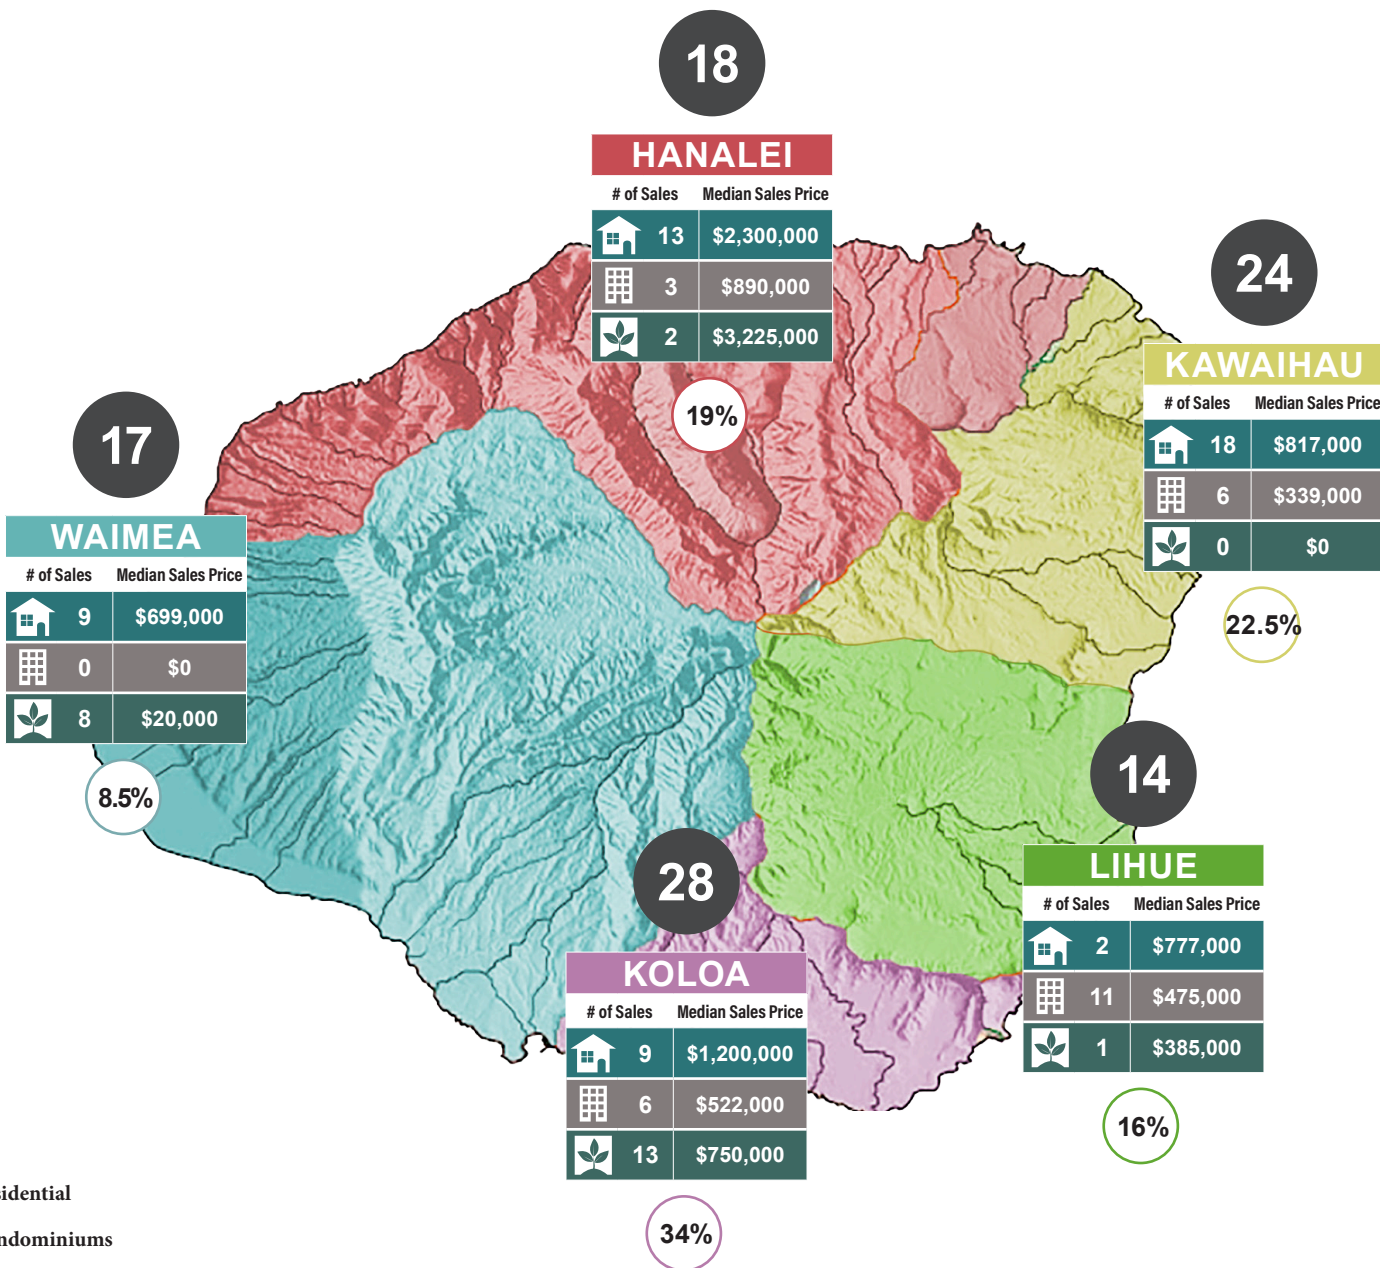 18
HANALEI
# of Sales Median Sales Price
13 $2,300,000
3 $890,000
2 $3,225,000
19%
24
KAWAIHAU
# of Sales Median Sales Price
18 $817,000
6 $339,000
0 $0
22.5%
17
WAIMEA
# of Sales Median Sales Price
9 $699,000
0 $0
8 $20,000
8.5%
14
LIHUE
# of Sales Median Sales Price
2 $777,000
11 $475,000
1 $385,000
16%
28
KOLOA
# of Sales Median Sales Price
9 $1,200,000
6 $522,000
13 $750,000
34%
sidential
ndominiums